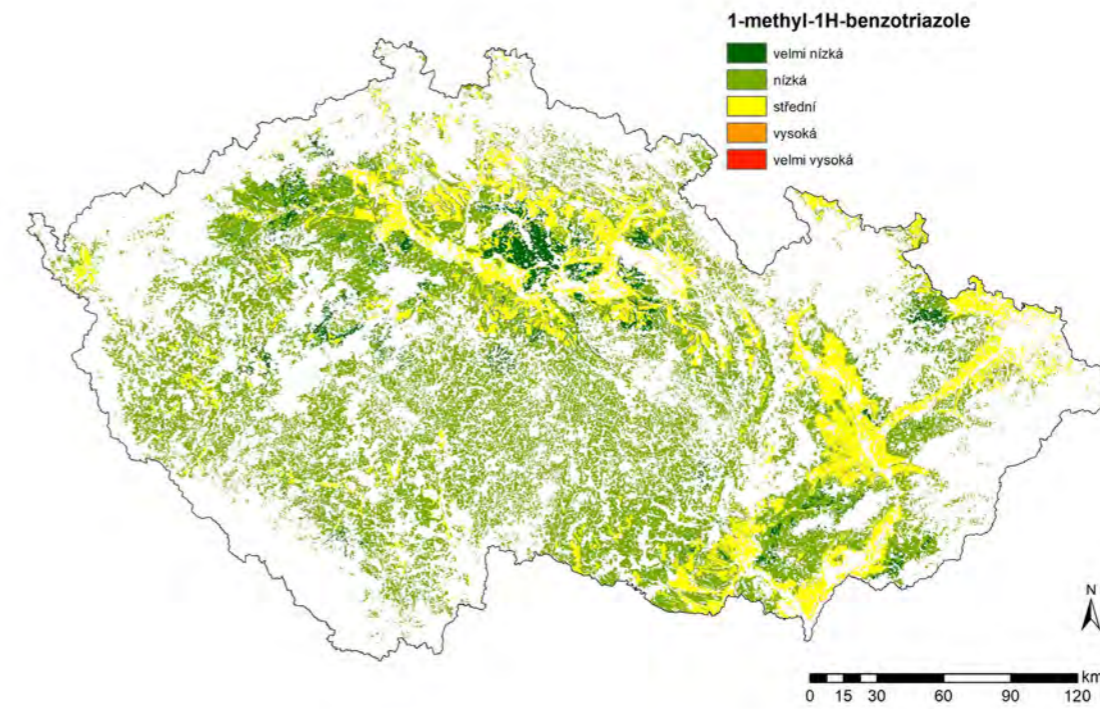 1-methyl-1H-benzotriazole
velmi nízká
nízká
střední
vysoká
velmi vysoká
N
km
0 15 30 60 90 120